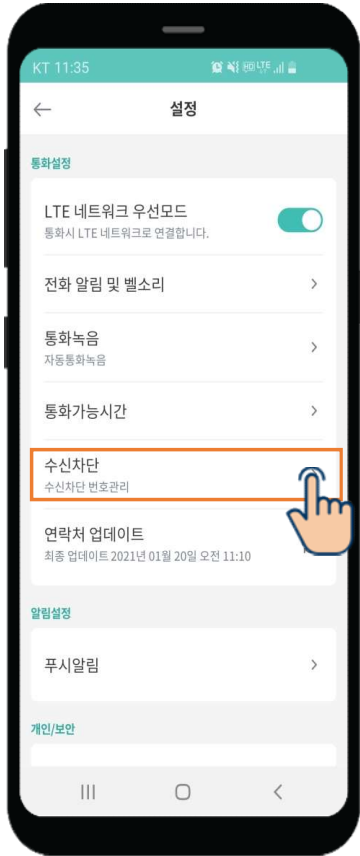 KT 11:35
LTE
설정
통화설정
LTE 네트워크 우선모드
통화시 LTE 네트워크로 연결합니다.
전화 알림 및 벨소리
통화녹음
자동통화녹음
통화가능시간
수신차단
수신차단 번호관리
연락처 업데이트
최종 업데이트 2021년 01월 20일 오전 11:10
알림설정
푸시알림
개인/보안